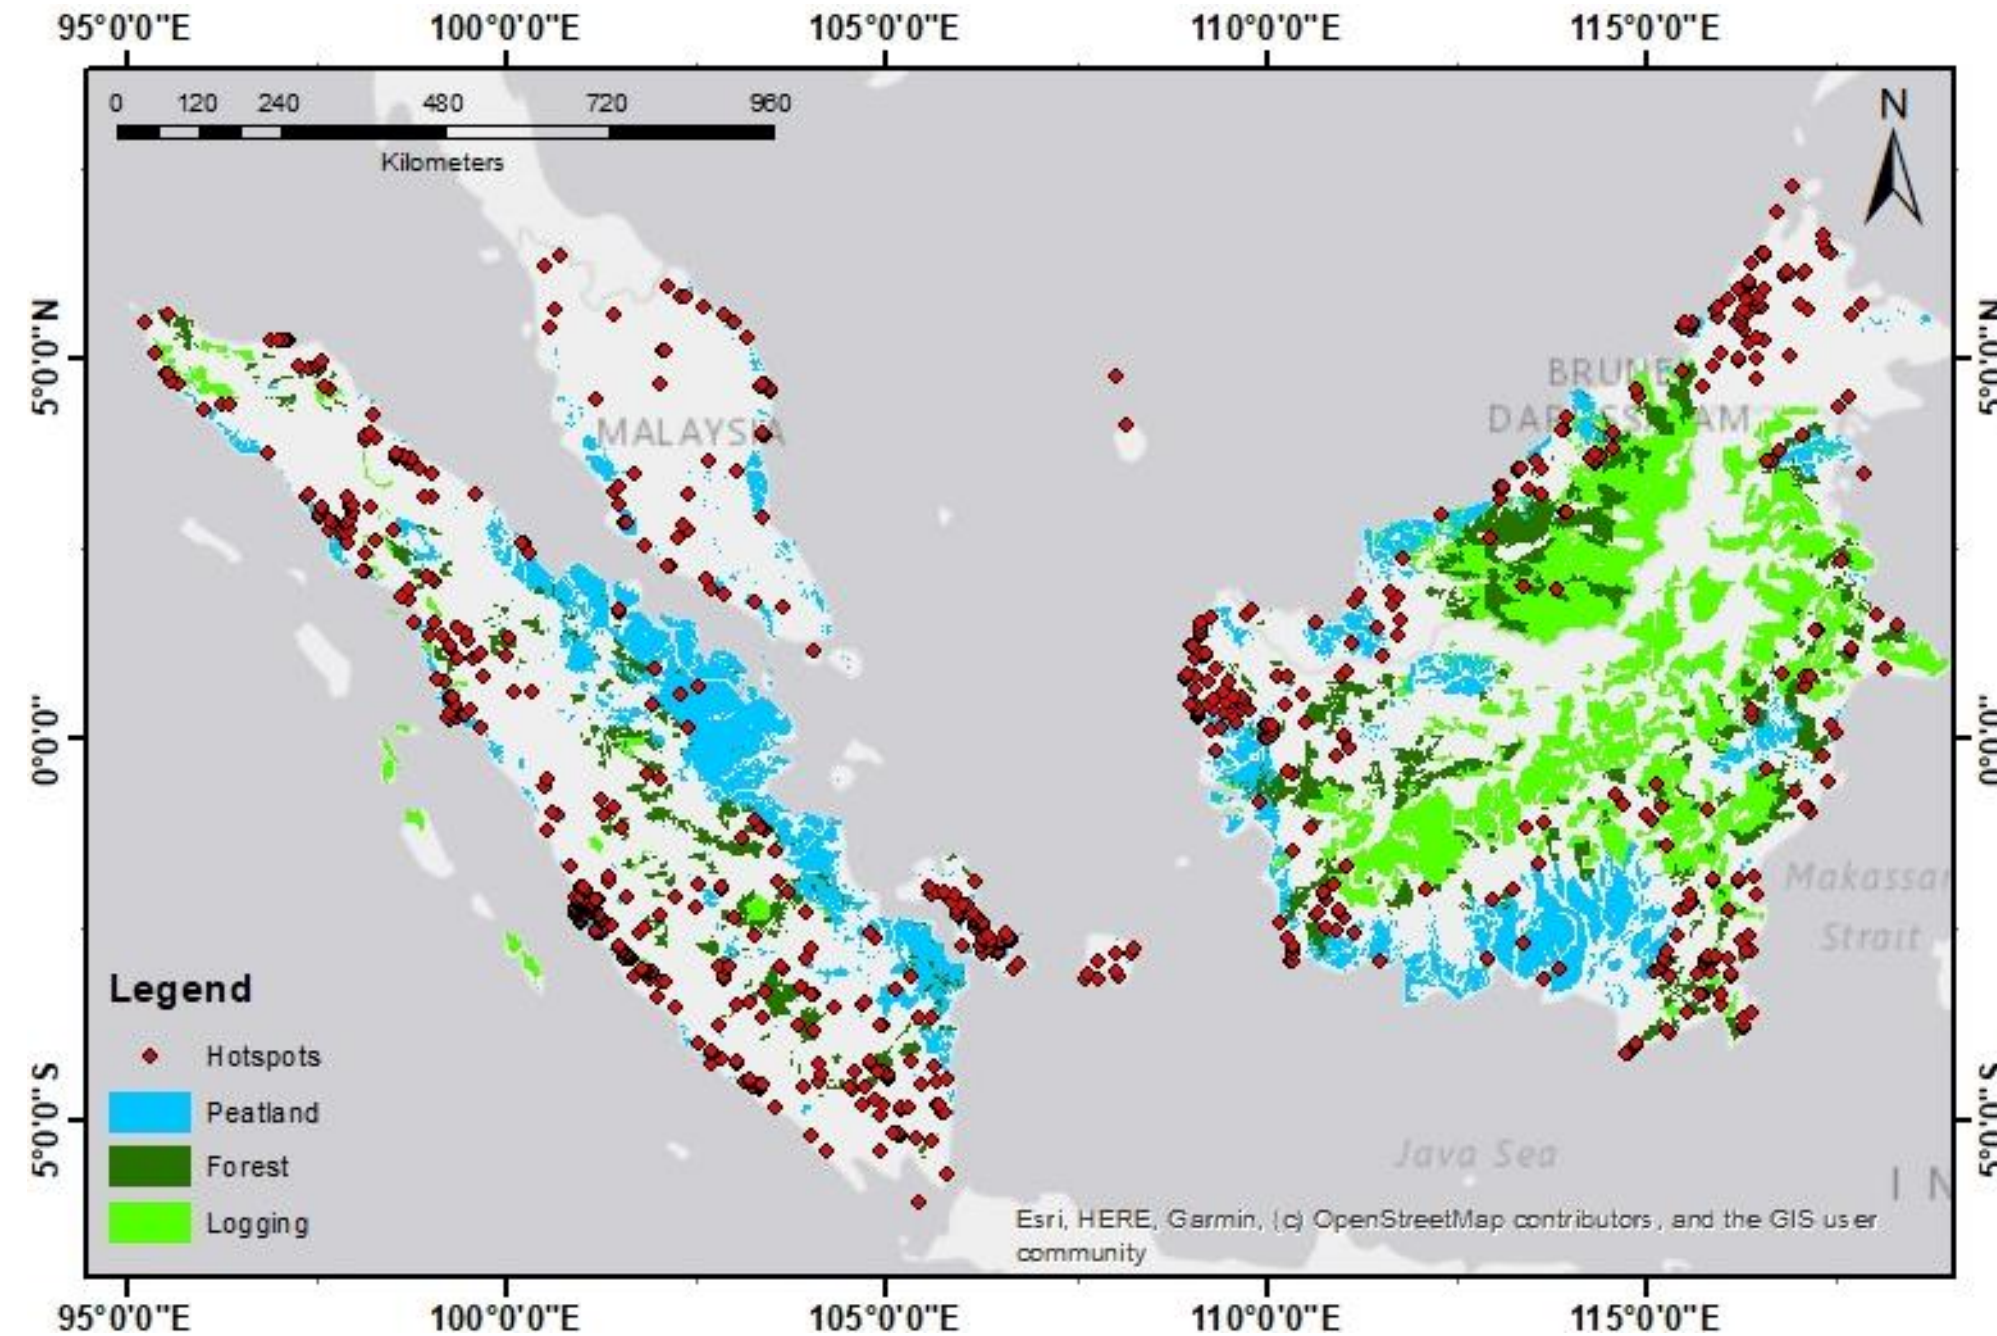 95°0'0"E 100°0'0"E 105°0'0"E 110°0'0"E 115°0'0"E
0 120 240 480 720 960
Kilometers
N
5°0'0"N
5°0'0"N
BRUNEI
DARUSSALAM
MALAYSIA
0°0'0"
0°0'0"
Makassar
Strait
Legend
Hotspots
Peatland
Forest
Logging
5°0'0"S
5°0'0"S
Java Sea
I N
Esri, HERE, Garmin, (c) OpenStreetMap contributors, and the GIS user
community
95°0'0"E 100°0'0"E 105°0'0"E 110°0'0"E 115°0'0"E